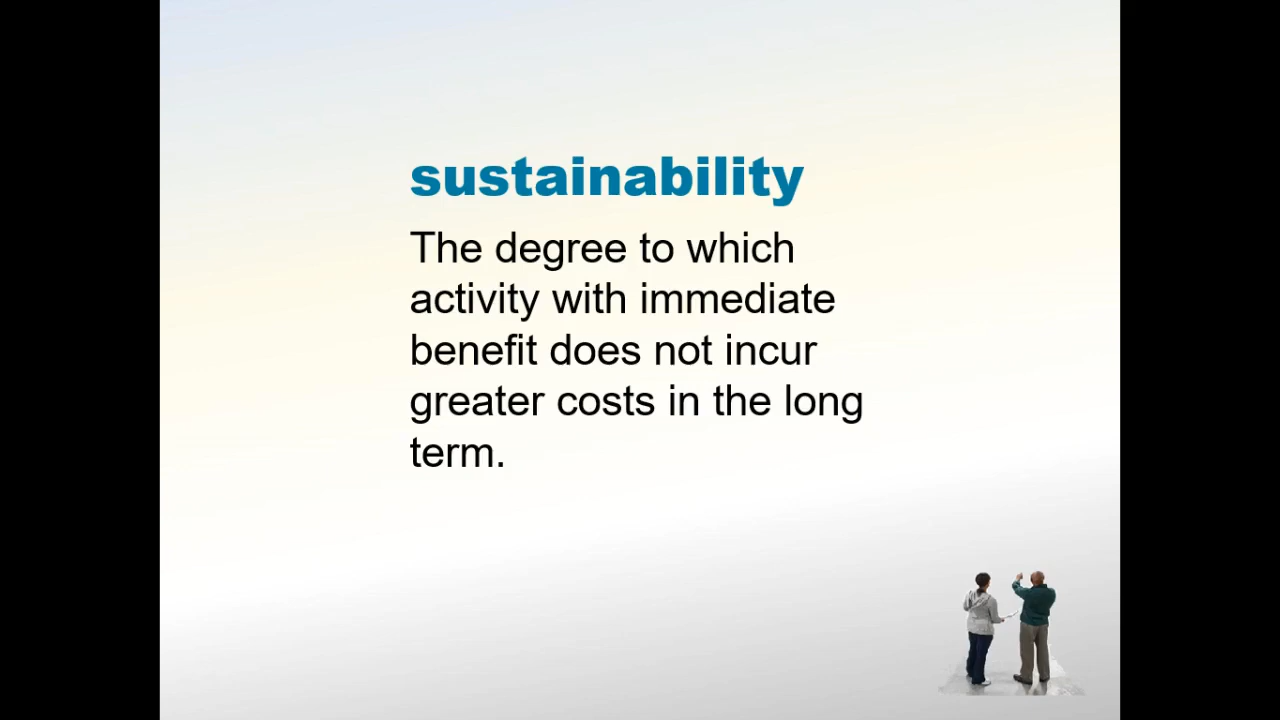 sustainability
The degree to which
activity with immediate
benefit does not incur
greater costs in the long
term.